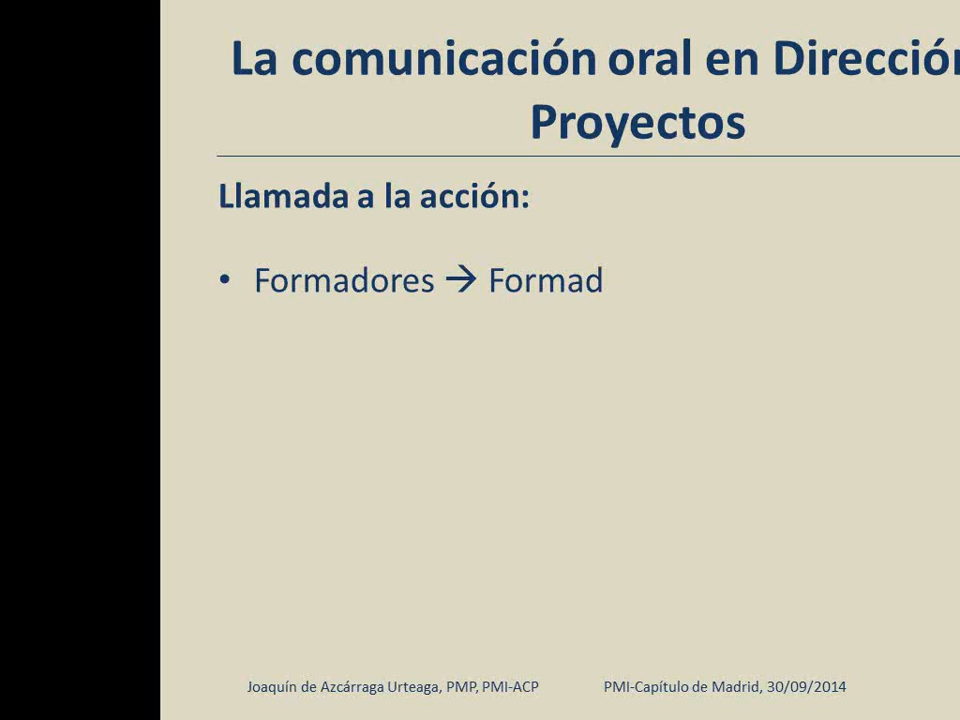 La comunicación oral en Dirección
Proyectos
Llamada a la acción:
• Formadores → Formad
Joaquín de Azcárraga Urteaga, PMP, PMI-ACP PMI-Capítulo de Madrid, 30/09/2014